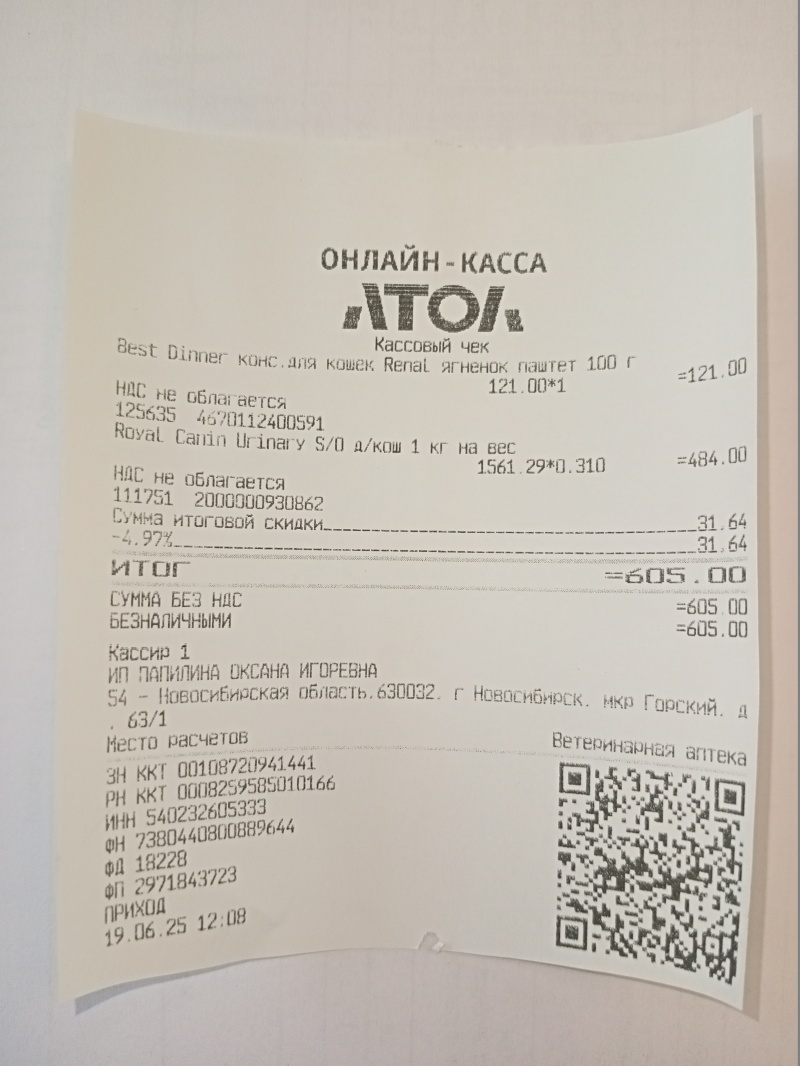 ОНЛАЙН-КАССА
АТОЛ
Кассовый чек
Best Dinner конс.для кошек Renal ягненок паштет 100 г
121.00*1 =121.00
НДС не облагается
125635 4670112400591
Royal Canin Urinary S/O д/кош 1 кг на вес
1561.29*0.310 =484.00
НДС не облагается
111751 2000000930862
Сумма итоговой скидки 31.64
-4.97% 31.64
ИТОГ =605.00
СУММА БЕЗ НДС =605.00
БЕЗНАЛИЧНЫМИ =605.00
Кассир 1
ИП ПАПИЛИНА ОКСАНА ИГОРЕВНА
54 - Новосибирская область.630032. г Новосибирск. мкр Горский. д
. 63/1
Место расчетов Ветеринарная аптека
ЗН ККТ 00108720941441
РН ККТ 0008259585010166
ИНН 540232605333
ФН 7380440800889644
ФД 18228
ФП 2971843723
ПРИХОД
19.06.25 12:08